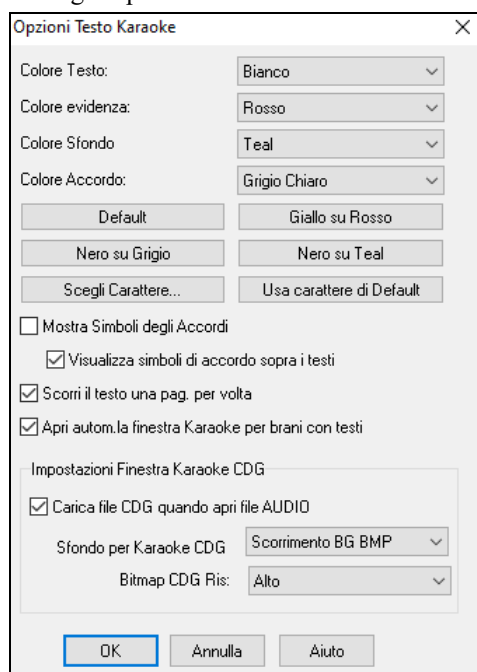 Opzioni Testo Karaoke
Colore Testo: Bianco
Colore evidenza: Rosso
Colore Sfondo Teal
Colore Accordo: Grigio Chiaro
Default Giallo su Rosso
Nero su Grigio Nero su Teal
Scegli Carattere... Usa carattere di Default
Mostra Simboli degli Accordi
Visualizza simboli di accordo sopra i testi
Scorri il testo una pag. per volta
Apri autom.la finestra Karaoke per brani con testi
Impostazioni Finestra Karaoke CDG
Carica file CDG quando apri file AUDIO
Sfondo per Karaoke CDG Scorrimento BG BMP
Bitmap CDG Ris: Alto
OK Annulla Aiuto